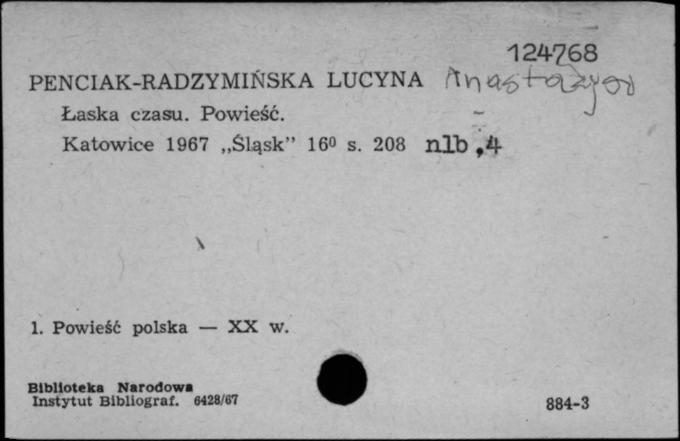 124768
PENCIAK-RADZYMIŃSKA LUCYNA Anastazja
Łaska czasu. Powieść.
Katowice 1967 „Śląsk” 16⁰ s. 208 nlb ,4
1. Powieść polska — XX w.
Biblioteka Narodowa
Instytut Bibliograf. 6428/67
884-3